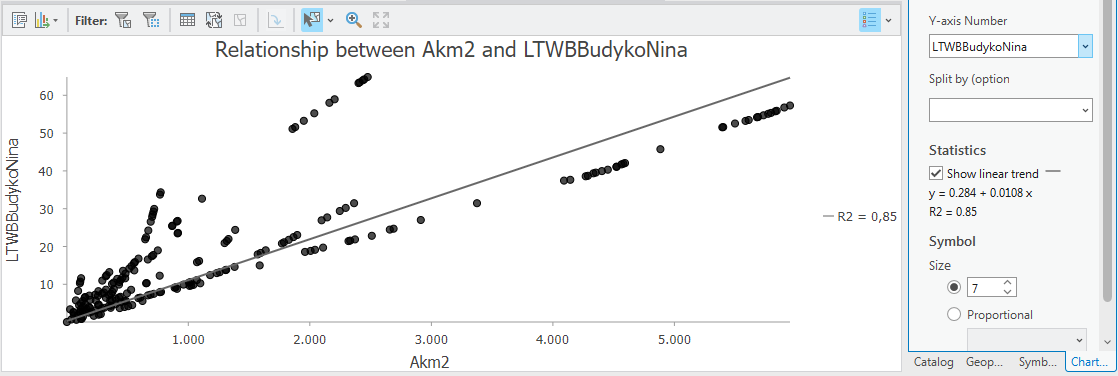 Filter:
Relationship between Akm2 and LTWBBudykoNina
LTWBBudykoNina
60
50
40
30
20
10
1.000
2.000
3.000
4.000
5.000
Akm2
R2 = 0,85
Y-axis Number
LTWBBudykoNina
Split by (option
Statistics
Show linear trend
y = 0.284 + 0.0108 x
R2 = 0.85
Symbol
Size
7
Proportional
Catalog Geop... Symb... Chart...